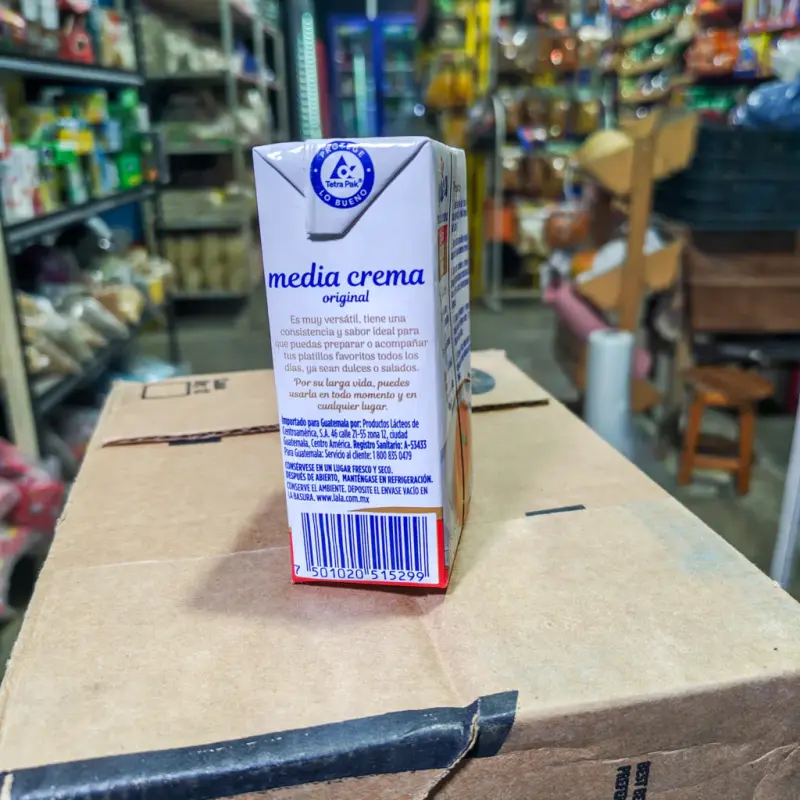 PROTEGE
Tetra Pak®
LO BUENO
media crema
original
Es muy versátil, tiene una
consistencia y sabor ideal para
que puedas preparar o acompañar
tus platillos favoritos todos los
días, ya sean dulces o salados.
Por su larga vida, puedes
usarla en todo momento y en
cualquier lugar.
Importado para Guatemala por: Productos Lácteos de
Centroamérica, S.A. 46 calle 21-55 zona 12, ciudad
Guatemala, Centro América. Registro Sanitario: A-53433
Para Guatemala: Servicio al cliente: 1 800 835 0479
CONSÉRVESE EN UN LUGAR FRESCO Y SECO.
DESPUÉS DE ABIERTO, MANTÉNGASE EN REFRIGERACIÓN.
CONSERVE EL AMBIENTE. DEPOSITE EL ENVASE VACÍO EN
LA BASURA. www.lala.com.mx
7 501020 515299
BEST BE